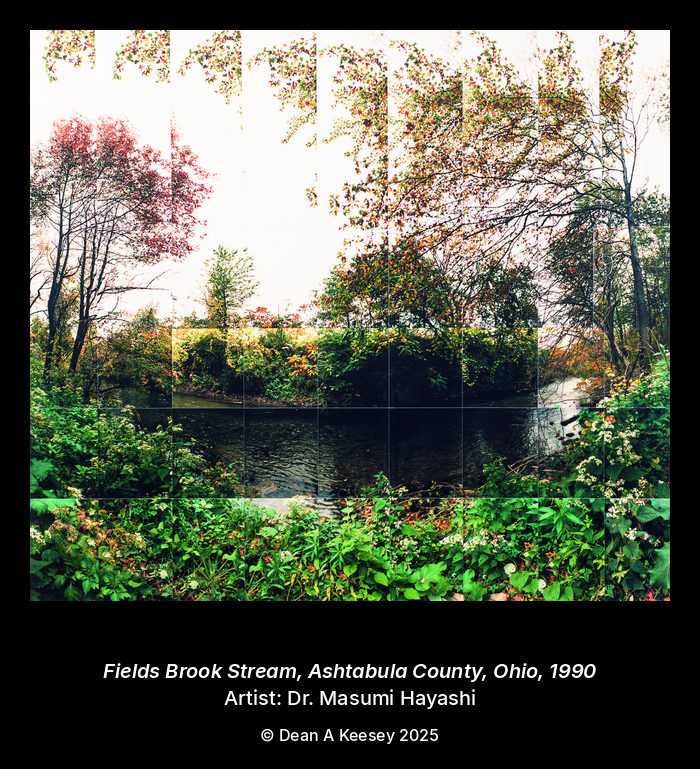 Fields Brook Stream, Ashtabula County, Ohio, 1990
Artist: Dr. Masumi Hayashi
© Dean A Keesey 2025